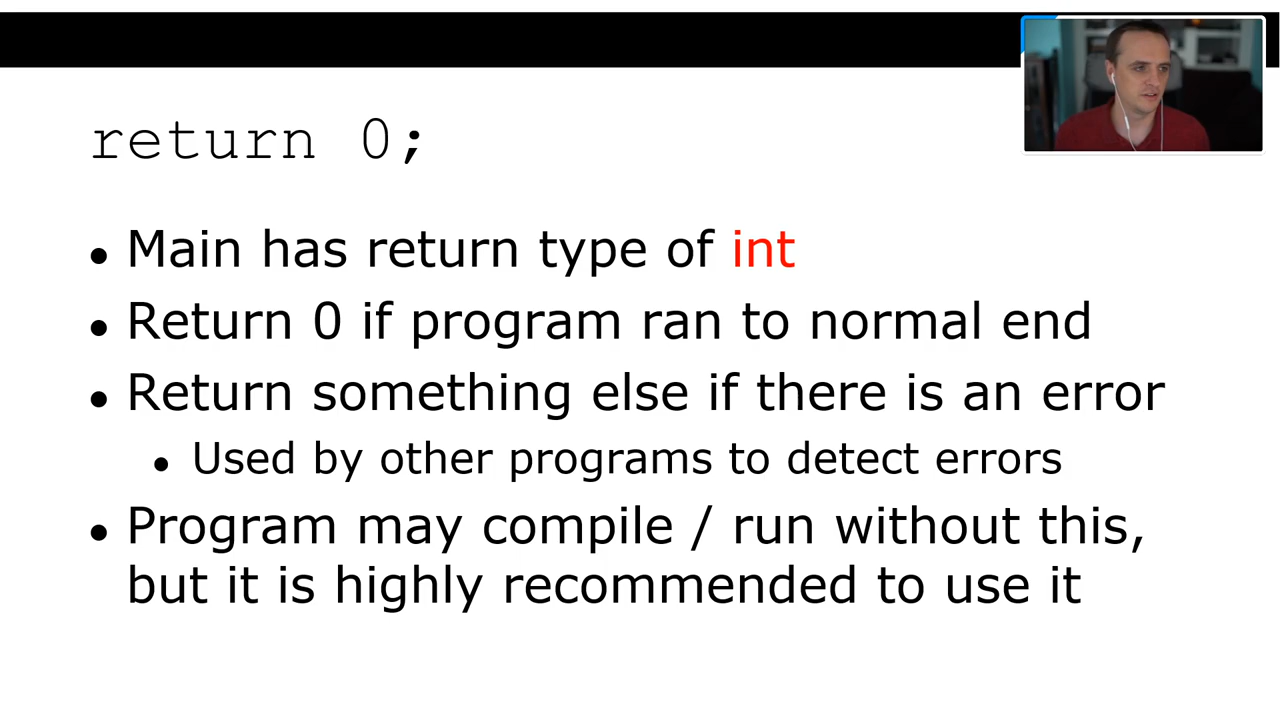 return 0;
Main has return type of int
Return 0 if program ran to normal end
Return something else if there is an error
Used by other programs to detect errors
Program may compile / run without this,
but it is highly recommended to use it